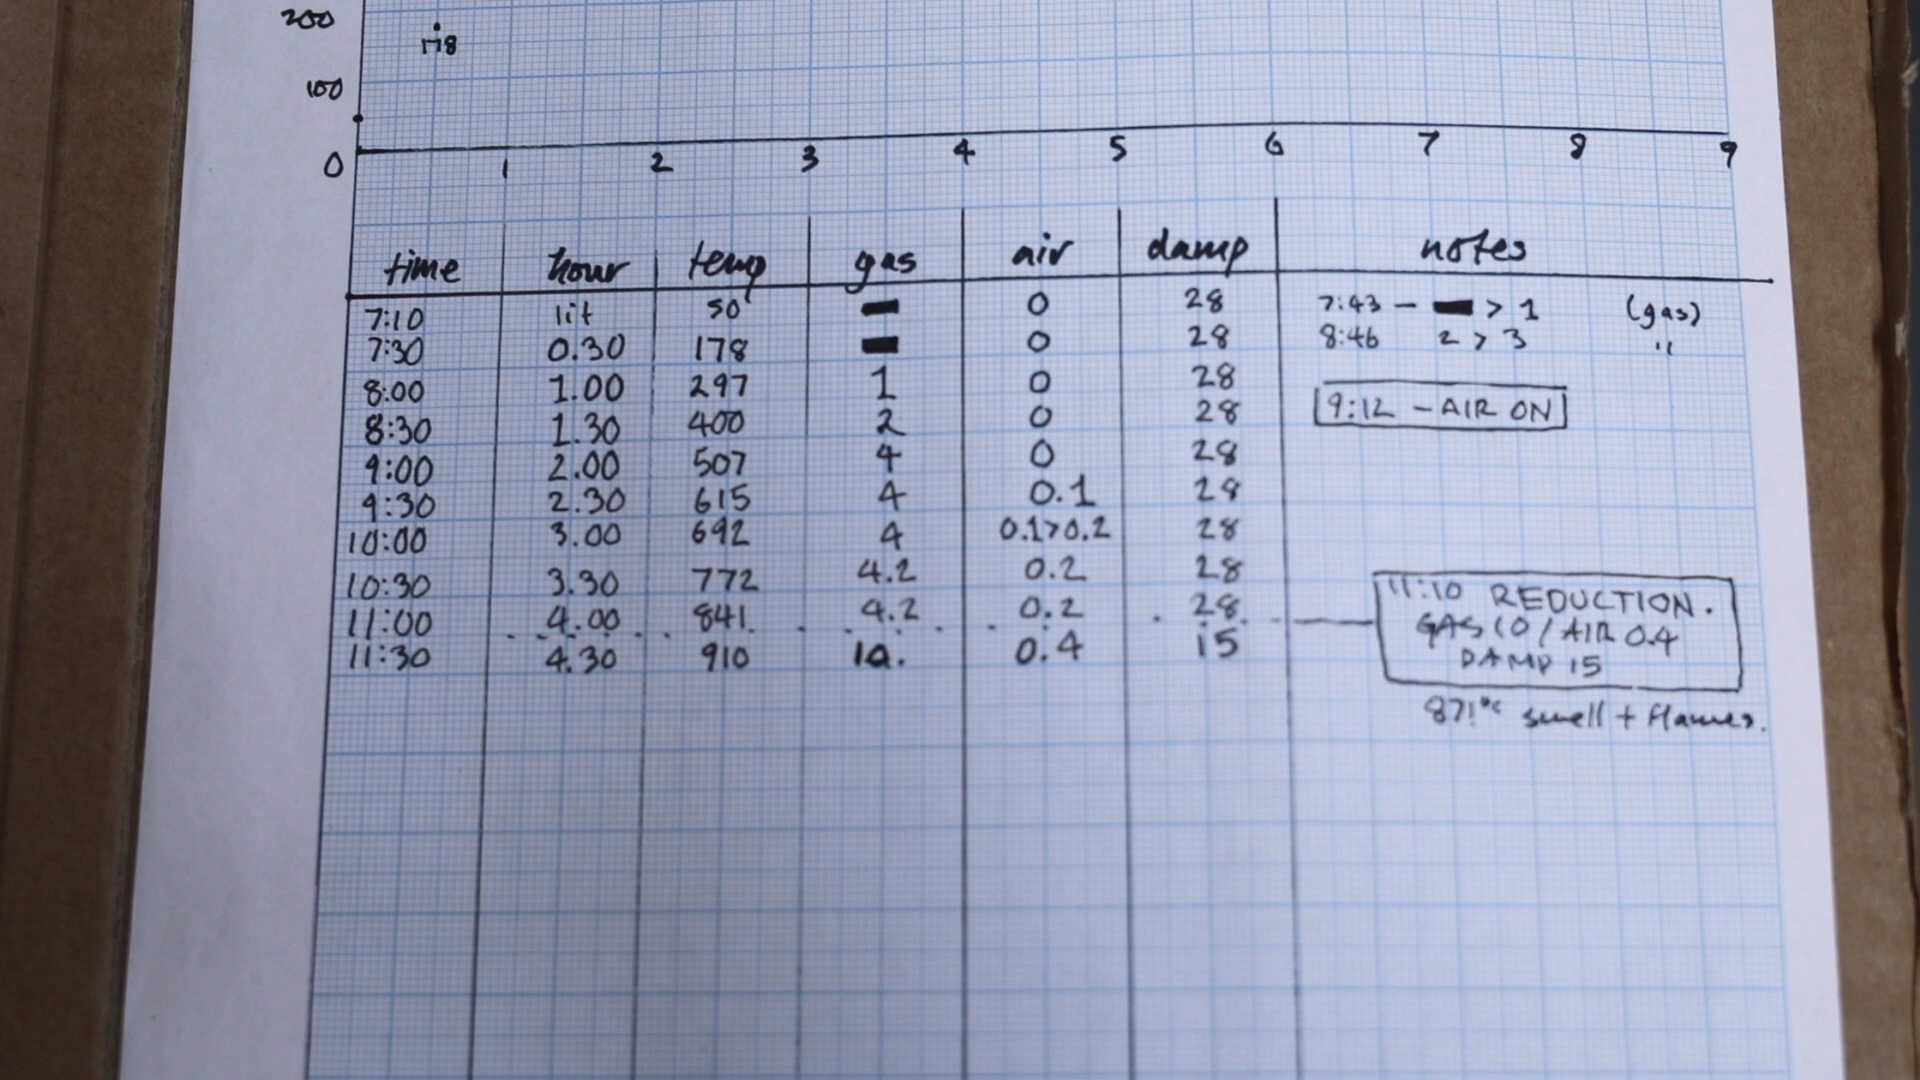 200
178
100
0 1 2 3 4 5 6 7 8 9
time hour temp gas air damp notes
7:10 lit 50 0 28 7:43 - > 1 (gas)
7:30 0.30 178 0 28 8:46 2 > 3 "
8:00 1.00 297 1 0 28
8:30 1.30 400 2 0 28 9:12 - AIR ON
9:00 2.00 507 4 0 28
9:30 2.30 615 4 0.1 28
10:00 3.00 692 4 0.1>0.2 28
10:30 3.30 772 4.2 0.2 28
11:00 4.00 841 4.2 0.2 28
11:30 4.30 910 10. 0.4 15
11:10 REDUCTION.
GAS 10 / AIR 0.4
DAMP 15
871°c smell + flames.